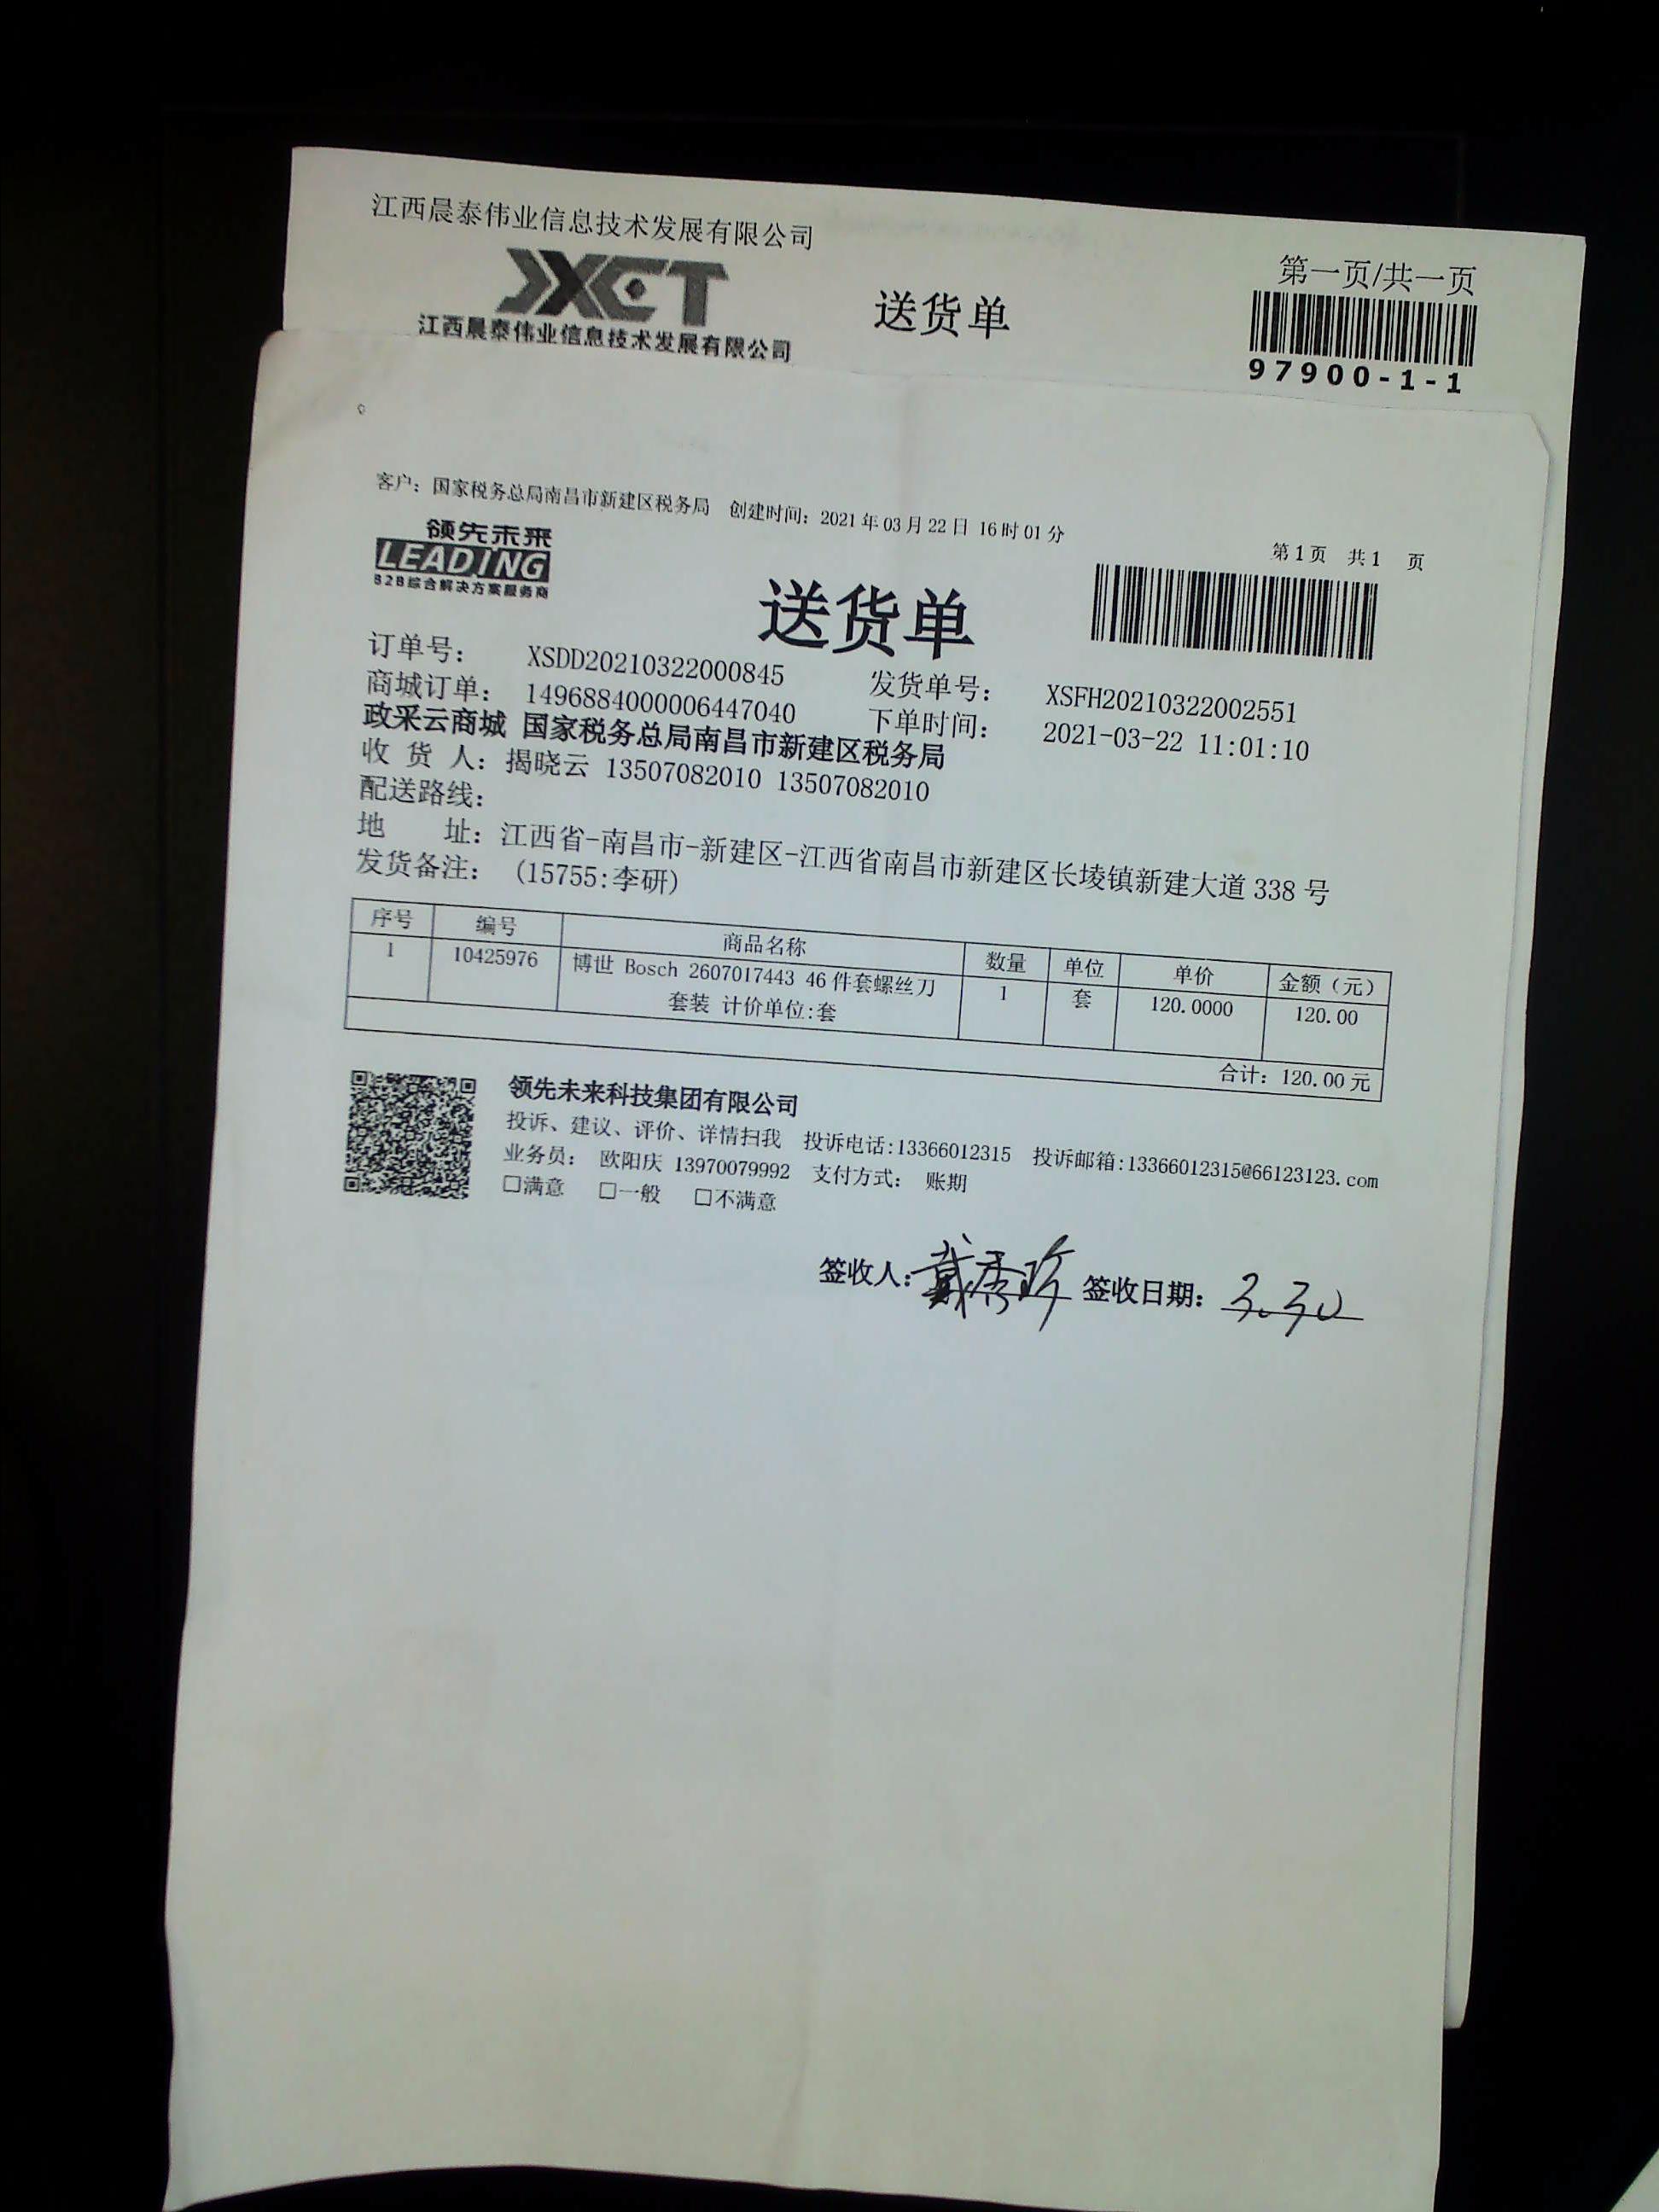 江西晨泰伟业信息技术发展有限公司
JXCT
江西晨泰伟业信息技术发展有限公司
送货单
第一页/共一页
97900-1-1
客户：国家税务总局南昌市新建区税务局 创建时间：2021年03月22日 16时01分
第1页 共1 页
领先未来
LEADING
B2B综合解决方案服务商
送货单
订单号： XSDD20210322000845 发货单号： XSFH20210322002551
商城订单： 1496884000006447040 下单时间： 2021-03-22 11:01:10
政采云商城 国家税务总局南昌市新建区税务局
收 货 人：揭晓云 13507082010 13507082010
配送路线：
地 址：江西省-南昌市-新建区-江西省南昌市新建区长堎镇新建大道338号
发货备注： (15755:李研)
序号 编号 商品名称 数量 单位 单价 金额（元）
1 10425976 博世 Bosch 2607017443 46件套螺丝刀 1 套 120.0000 120.00
套装 计价单位:套
合计：120.00元
领先未来科技集团有限公司
投诉、建议、评价、详情扫我 投诉电话:13366012315 投诉邮箱:13366012315@66123123.com
业务员： 欧阳庆 13970079992 支付方式： 账期
□满意 □一般 □不满意
签收人：戴秀珍 签收日期：3.30